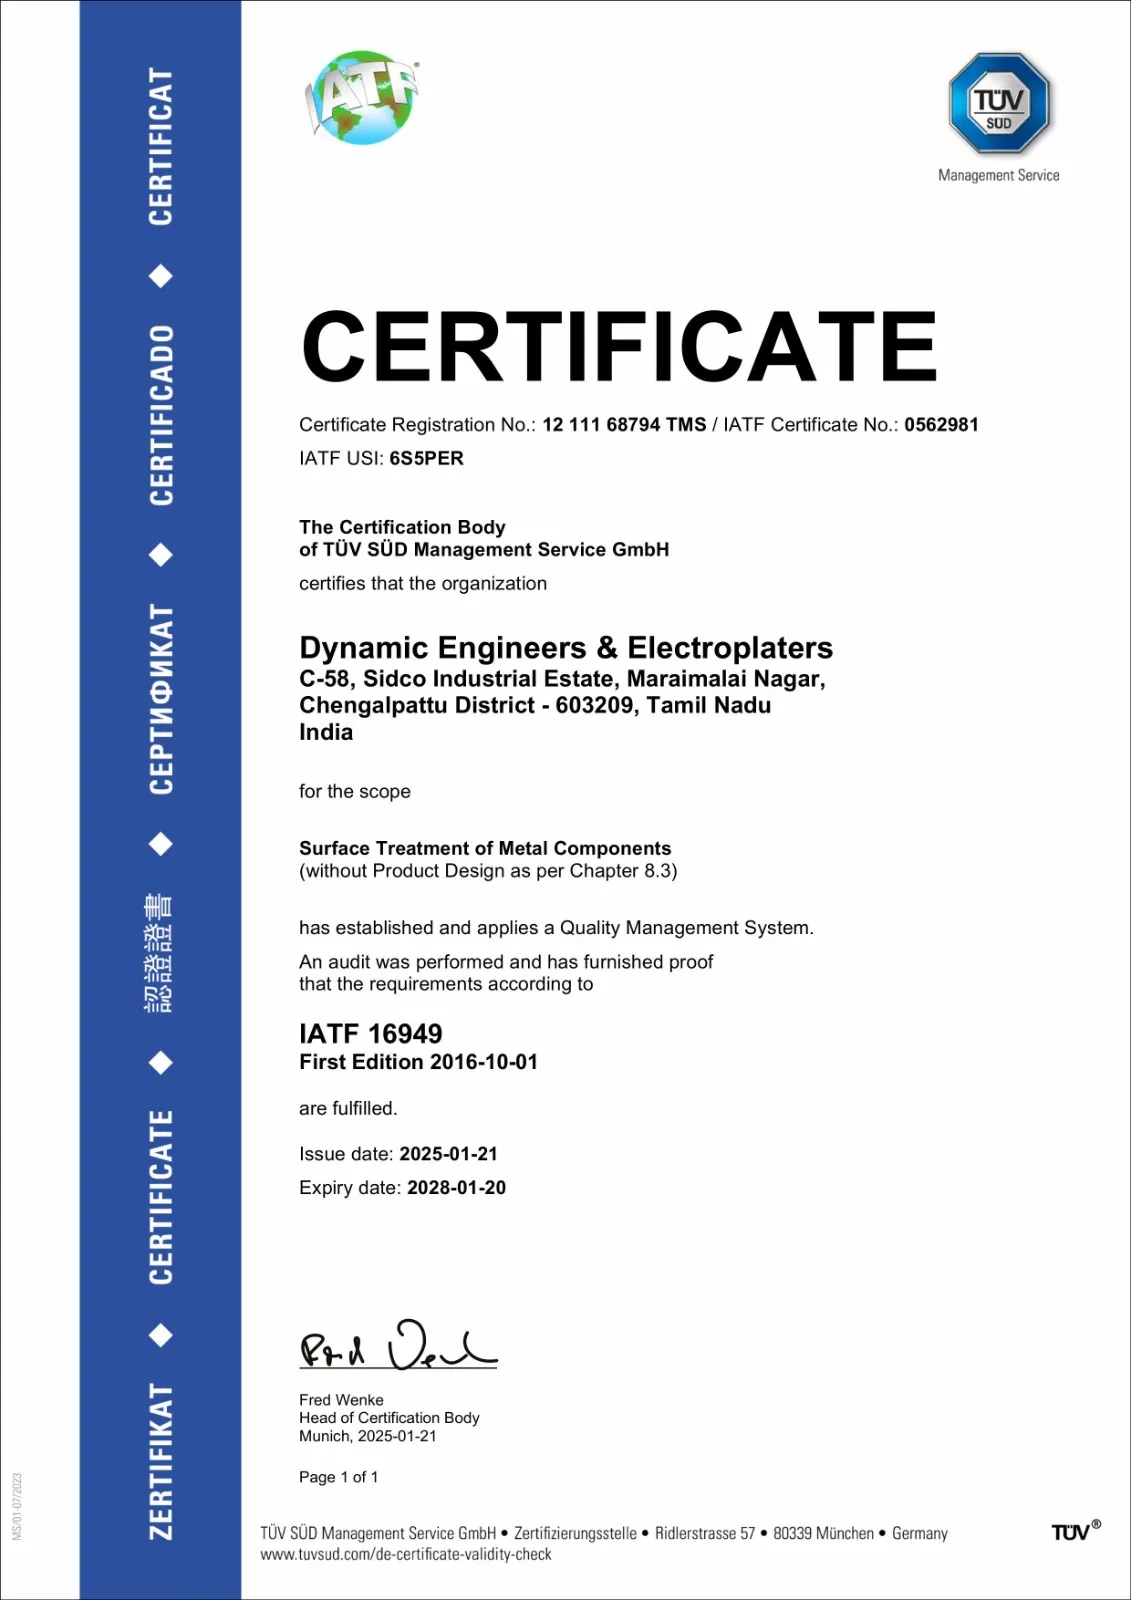 IATF®
TÜV
SÜD
Management Service
CERTIFICATE
Certificate Registration No.: 12 111 68794 TMS / IATF Certificate No.: 0562981
IATF USI: 6S5PER
The Certification Body
of TÜV SÜD Management Service GmbH
certifies that the organization
Dynamic Engineers & Electroplaters
C-58, Sidco Industrial Estate, Maraimalai Nagar,
Chengalpattu District - 603209, Tamil Nadu
India
for the scope
Surface Treatment of Metal Components
(without Product Design as per Chapter 8.3)
has established and applies a Quality Management System.
An audit was performed and has furnished proof
that the requirements according to
IATF 16949
First Edition 2016-10-01
are fulfilled.
Issue date: 2025-01-21
Expiry date: 2028-01-20
Fred Wenke
Head of Certification Body
Munich, 2025-01-21
Page 1 of 1
TÜV SÜD Management Service GmbH • Zertifizierungsstelle • Ridlerstrasse 57 • 80339 München • Germany
www.tuvsud.com/de-certificate-validity-check
TÜV®
ZERTIFIKAT ◆ CERTIFICATE ◆ 認證證書 ◆ СЕРТИФИКАТ ◆ CERTIFICADO ◆ CERTIFICAT
MS/01-07/2023